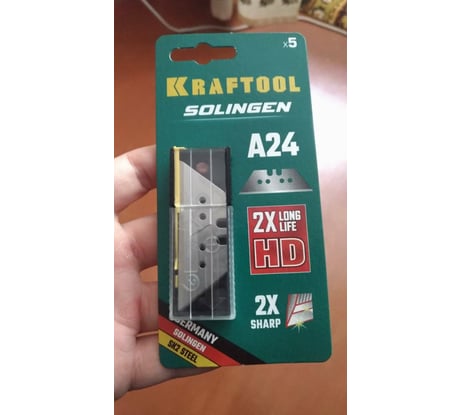 x5
KRAFTOOL
SOLINGEN
A24
2X LONG LIFE
HD
2X SHARP
GERMANY
SOLINGEN
SK2 STEEL